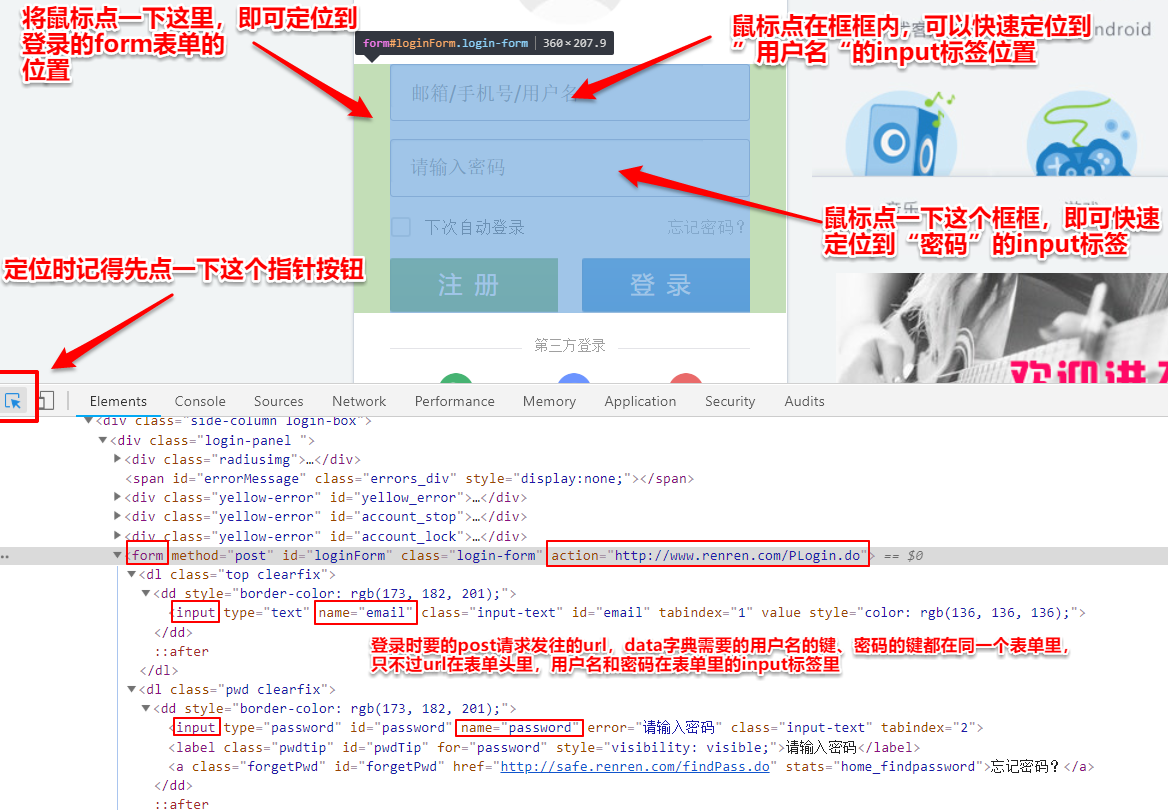 将鼠标点一下这里，即可定位到
登录的form表单的
位置
鼠标点在框框内，可以快速定位到
”用户名“的input标签位置
ndroid
form#loginForm.login-form 360×207.9
邮箱/手机号/用户名
请输入密码
鼠标点一下这个框框，即可快速
定位到“密码”的input标签
下次自动登录
忘记密码？
定位时记得先点一下这个指针按钮
注 册
登 录
第三方登录
欢迎进
Elements Console Sources Network Performance Memory Application Security Audits
▼<div class="side-column login-box">
▼<div class="login-panel ">
▶<div class="radiusimg">…</div>
<span id="errorMessage" class="errors_div" style="display:none;"></span>
▶<div class="yellow-error" id="yellow_error">…</div>
▶<div class="yellow-error" id="account_stop">…</div>
▶<div class="yellow-error" id="account_lock">…</div>
▼<form method="post" id="loginForm" class="login-form" action="http://www.renren.com/PLogin.do"> == $0
▼<dl class="top clearfix">
▼<dd style="border-color: rgb(173, 182, 201);">
<input type="text" name="email" class="input-text" id="email" tabindex="1" value style="color: rgb(136, 136, 136);">
</dd>
::after
</dl>
登录时要的post请求发往的url，data字典需要的用户名的键、密码的键都在同一个表单里，
只不过url在表单头里，用户名和密码在表单里的input标签里
▼<dl class="pwd clearfix">
▼<dd style="border-color: rgb(173, 182, 201);">
<input type="password" id="password" name="password" error="请输入密码" class="input-text" tabindex="2">
<label class="pwdtip" id="pwdTip" for="password" style="visibility: visible;">请输入密码</label>
<a class="forgetPwd" id="forgetPwd" href="http://safe.renren.com/findPass.do" stats="home_findpassword">忘记密码？</a>
</dd>
::after